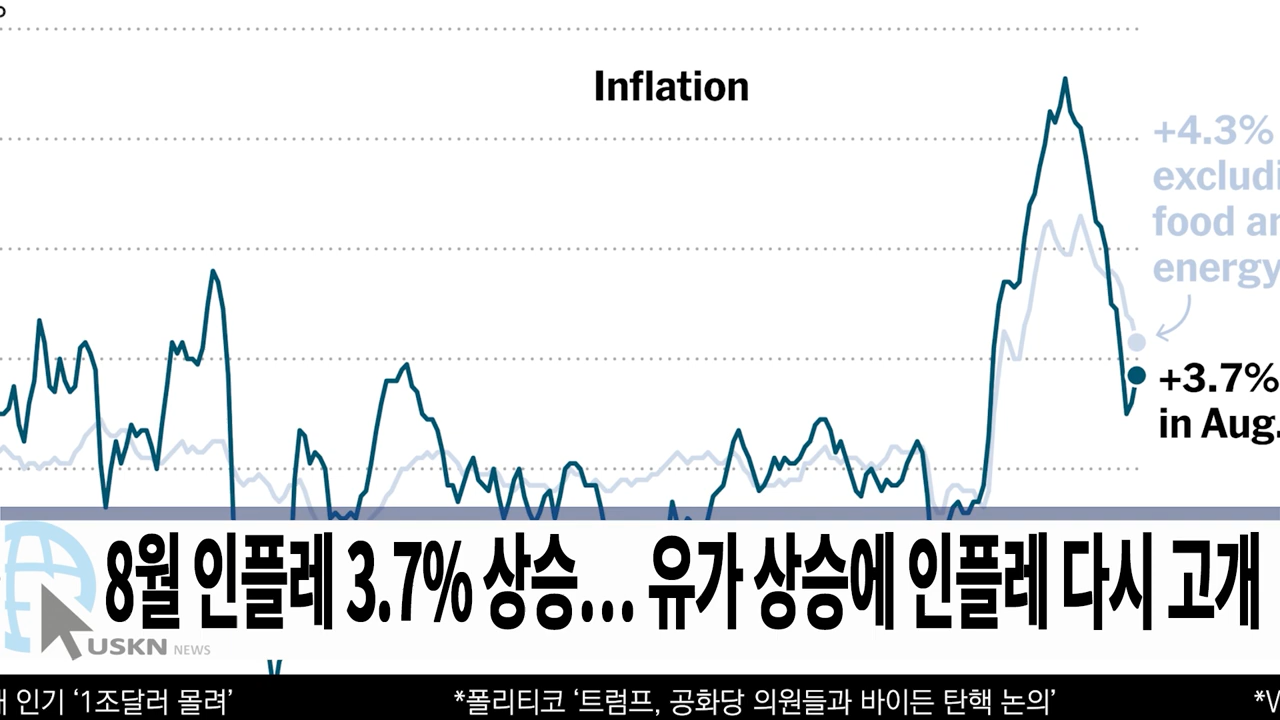 Inflation
+4.3%
excludi
food an
energy
+3.7%
in Aug.
8월 인플레 3.7% 상승... 유가 상승에 인플레 다시 고개
USKN NEWS
인기 ‘1조달러 몰려’
*폴리티코 ‘트럼프, 공화당 의원들과 바이든 탄핵 논의’